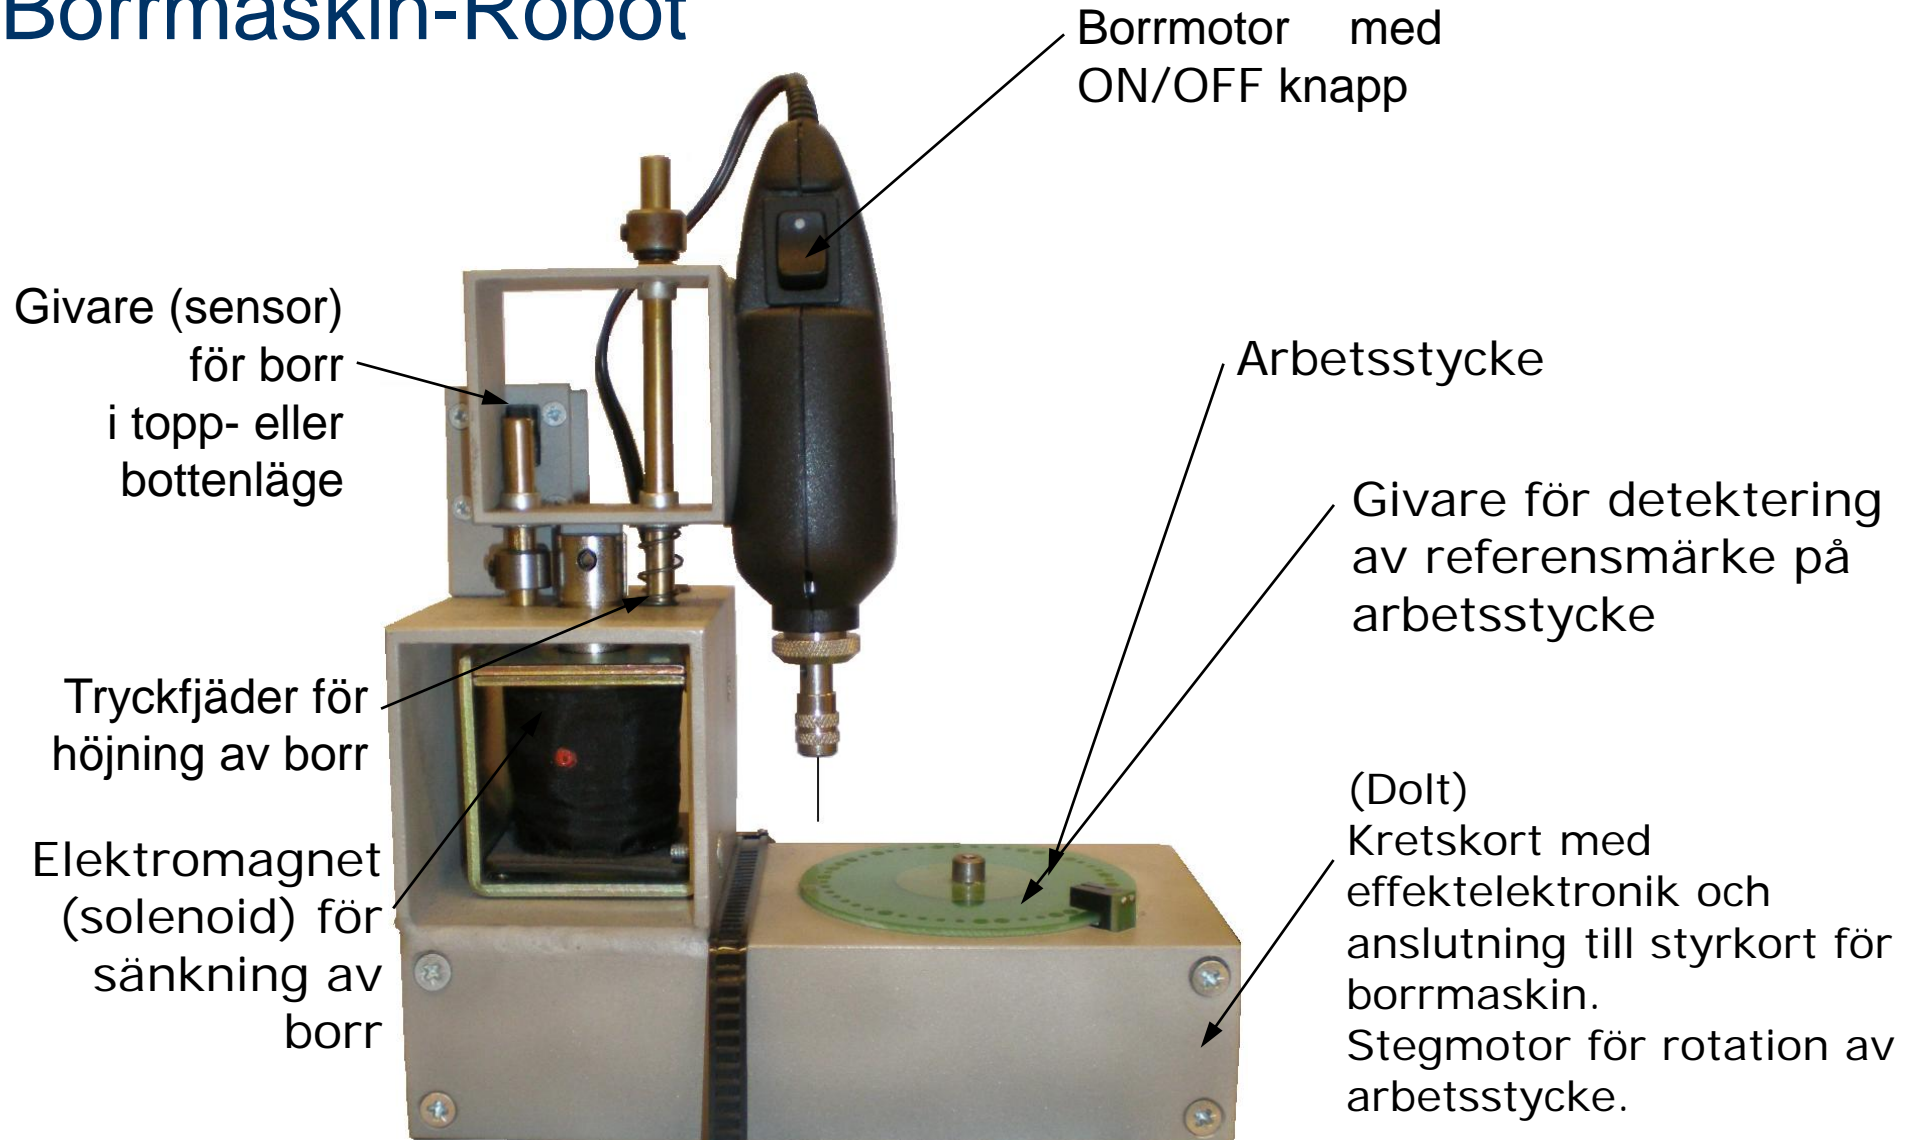 Borrmaskin-Robot
Borrmotor med
ON/OFF knapp
Givare (sensor)
för borr
i topp- eller
bottenläge
Arbetsstycke
Givare för detektering
av referensmärke på
arbetsstycke
Tryckfjäder för
höjning av borr
Elektromagnet
(solenoid) för
sänkning av
borr
(Dolt)
Kretskort med
effektelektronik och
anslutning till styrkort för
borrmaskin.
Stegmotor för rotation av
arbetsstycke.